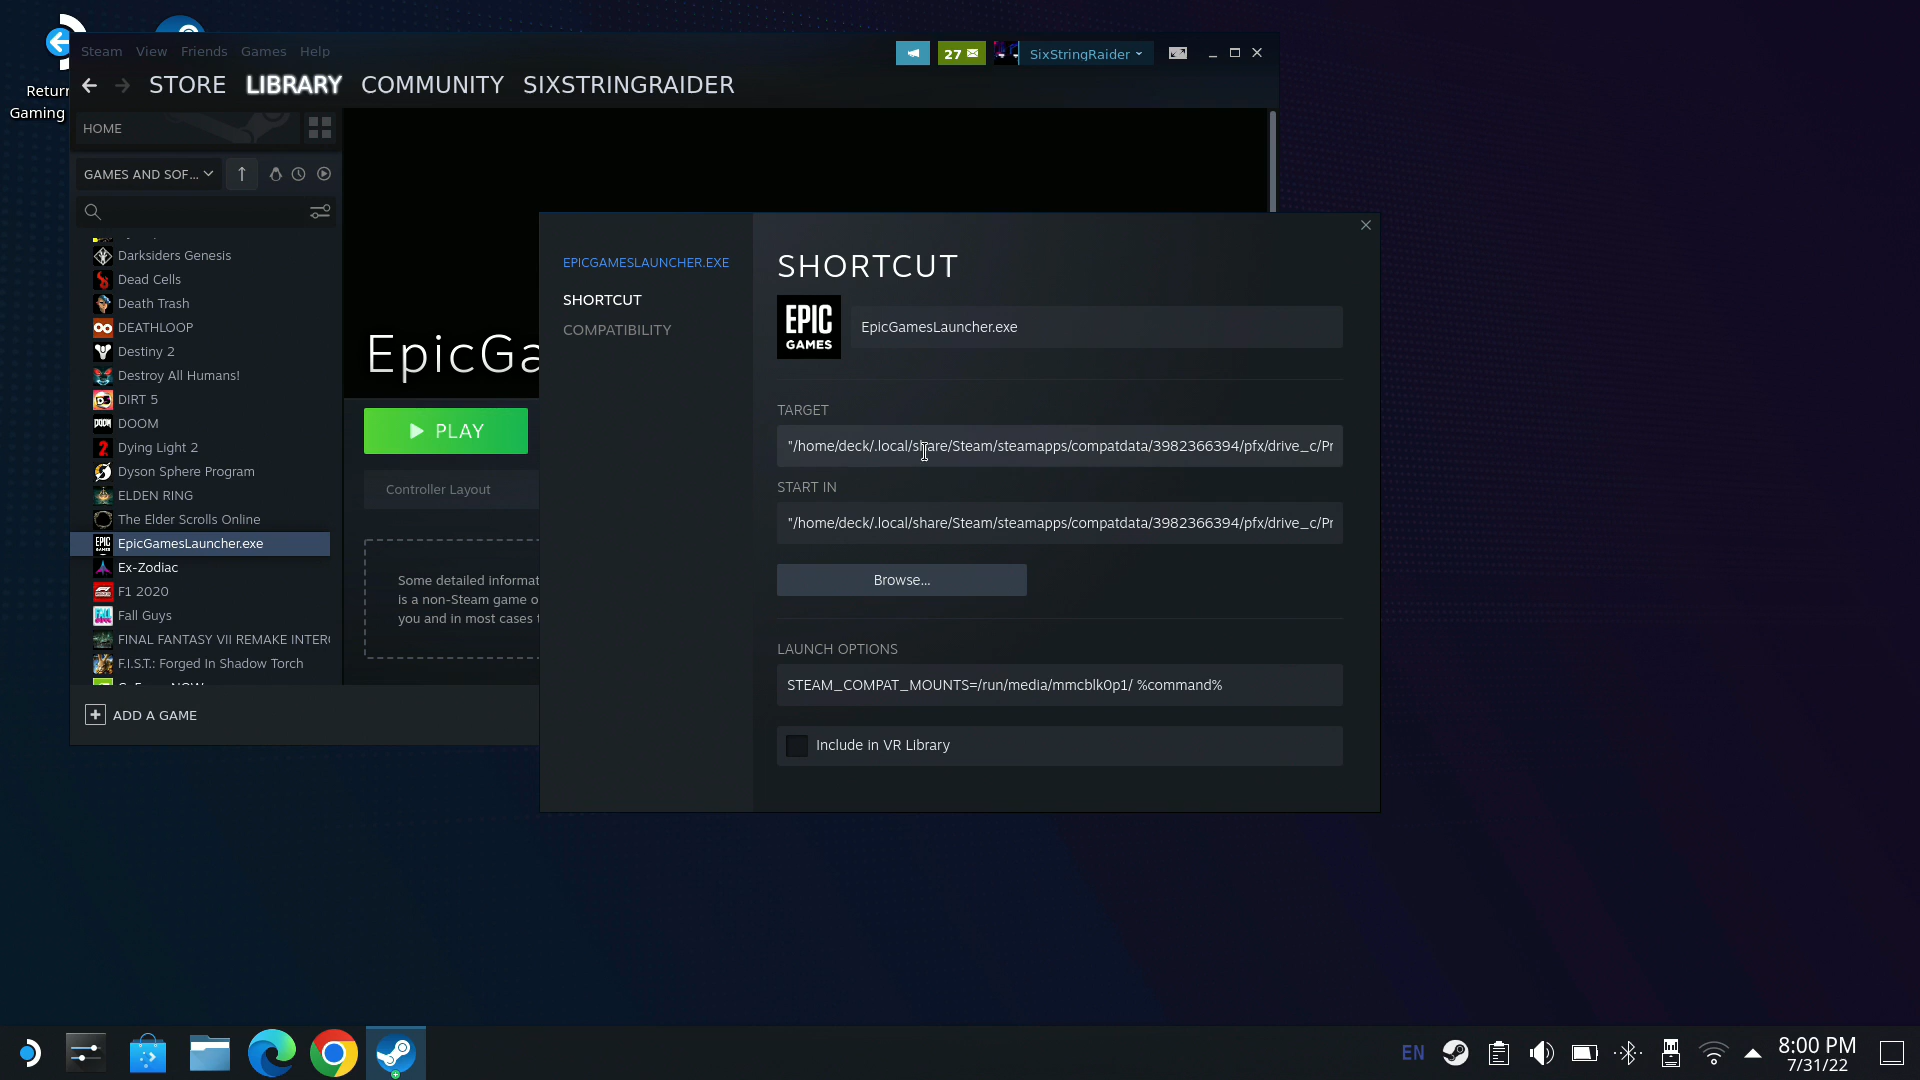 Return
Gaming
Steam View Friends Games Help
27
SixStringRaider
STORE LIBRARY COMMUNITY SIXSTRINGRAIDER
HOME
GAMES AND SOF...
Darksiders Genesis
Dead Cells
Death Trash
DEATHLOOP
Destiny 2
Destroy All Humans!
DIRT 5
DOOM
Dying Light 2
Dyson Sphere Program
ELDEN RING
The Elder Scrolls Online
EpicGamesLauncher.exe
Ex-Zodiac
F1 2020
Fall Guys
FINAL FANTASY VII REMAKE INTERG
F.I.S.T.: Forged In Shadow Torch
ADD A GAME
EpicGa
PLAY
Controller Layout
Some detailed informat
is a non-Steam game o
you and in most cases t
EPICGAMESLAUNCHER.EXE
SHORTCUT
COMPATIBILITY
SHORTCUT
EPIC
GAMES
EpicGamesLauncher.exe
TARGET
"/home/deck/.local/share/Steam/steamapps/compatdata/3982366394/pfx/drive_c/Pr
START IN
"/home/deck/.local/share/Steam/steamapps/compatdata/3982366394/pfx/drive_c/Pr
Browse...
LAUNCH OPTIONS
STEAM_COMPAT_MOUNTS=/run/media/mmcblk0p1/ %command%
Include in VR Library
EN
8:00 PM
7/31/22